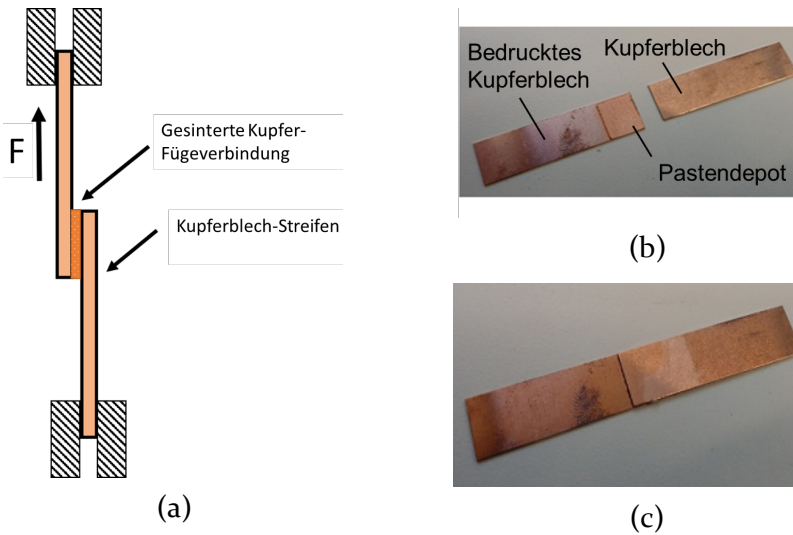 F
Gesinterte Kupfer-
Fügeverbindung
Kupferblech-Streifen
(a)
Bedrucktes
Kupferblech
Kupferblech
Pastendepot
(b)
(c)